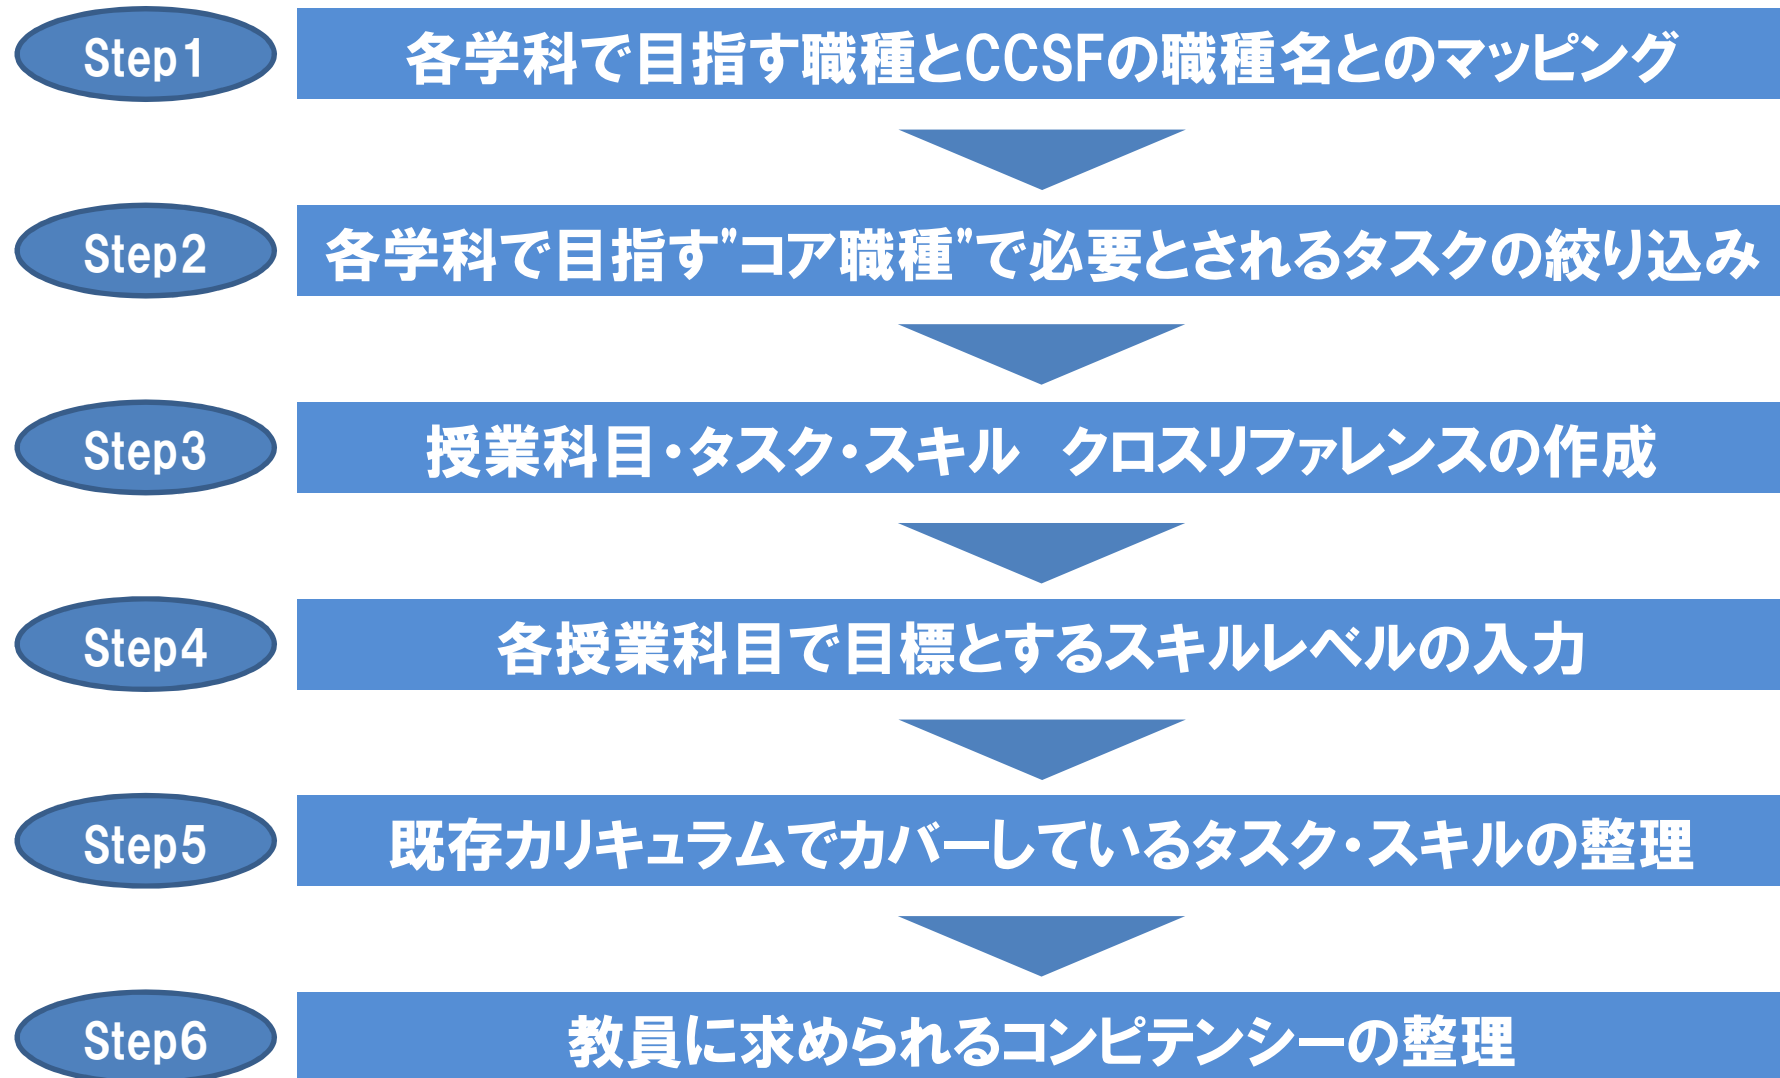 Step1
各学科で目指す職種とCCSFの職種名とのマッピング
Step2
各学科で目指す"コア職種"で必要とされるタスクの絞り込み
Step3
授業科目・タスク・スキル　クロスリファレンスの作成
Step4
各授業科目で目標とするスキルレベルの入力
Step5
既存カリキュラムでカバーしているタスク・スキルの整理
Step6
教員に求められるコンピテンシーの整理